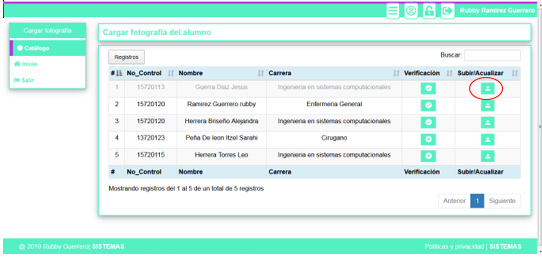 Rubby Ramírez Guerrero
Cargar fotografía
Catálogo
Inicio
Salir
Cargar fotografía del alumno
Registros
Buscar:
# No_Control Nombre Carrera Verificación Subir/Acualizar
1 15720113 Guerra Diaz Jesus Ingenieria en sistemas computacionales
2 15720120 Ramirez Guerrero rubby Enfermeria General
3 15720120 Herrera Briseño Alejandra Ingenieria en sistemas computacionales
4 13720123 Peña De leon Itzel Sarahi Cirugano
5 15720115 Herrera Torres Leo Ingenieria en sistemas computacionales
# No_Control Nombre Carrera Verificación Subir/Acualizar
Mostrando registros del 1 al 5 de un total de 5 registros
Anterior 1 Siguiente
@ 2019 Rubby Guerrero| SISTEMAS
Políticas y privacidad | SISTEMAS